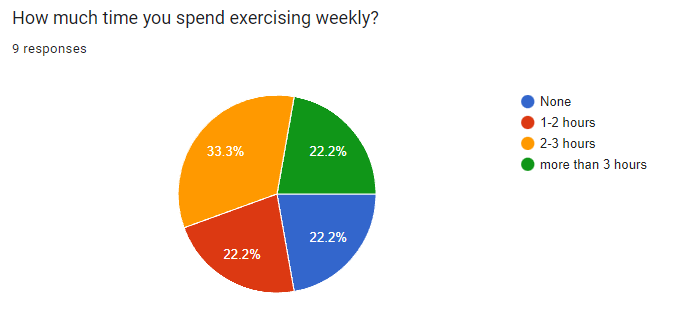 How much time you spend exercising weekly?
9 responses
33.3%
22.2%
22.2%
22.2%
None
1-2 hours
2-3 hours
more than 3 hours